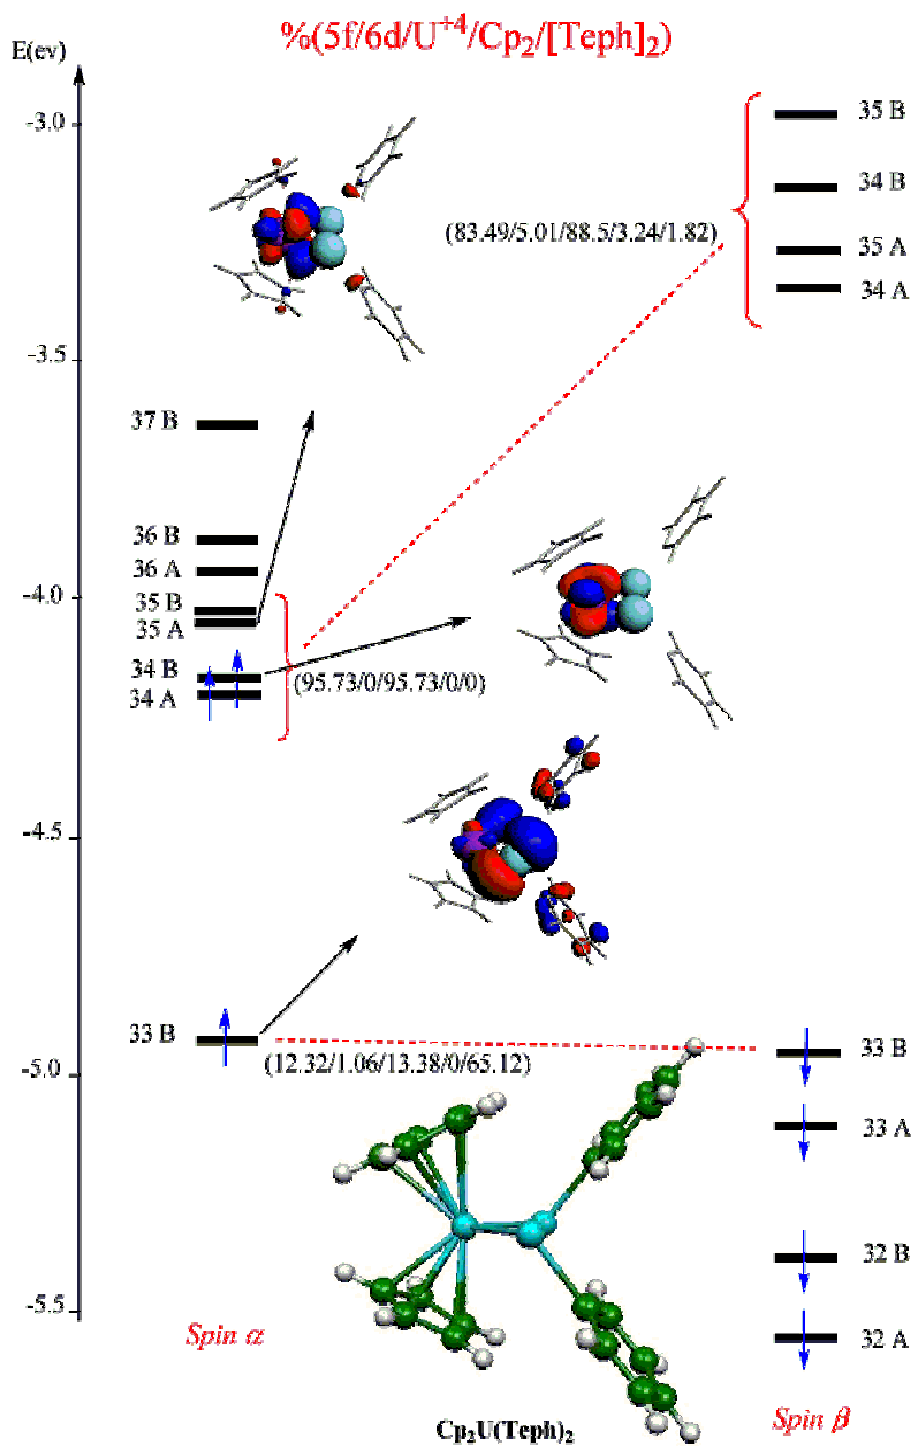 %(5f/6d/U+4/Cp2/[Teph]2)
E(ev)
-3.0
35 B
34 B
(83.49/5.01/88.5/3.24/1.82)
35 A
34 A
-3.5
37 B
36 B
36 A
-4.0
35 B
35 A
34 B
(95.73/0/95.73/0/0)
34 A
-4.5
33 B
33 B
(12.32/1.06/13.38/0/65.12)
-5.0
33 A
32 B
-5.5
Spin α
32 A
Spin β
Cp2U(Teph)2